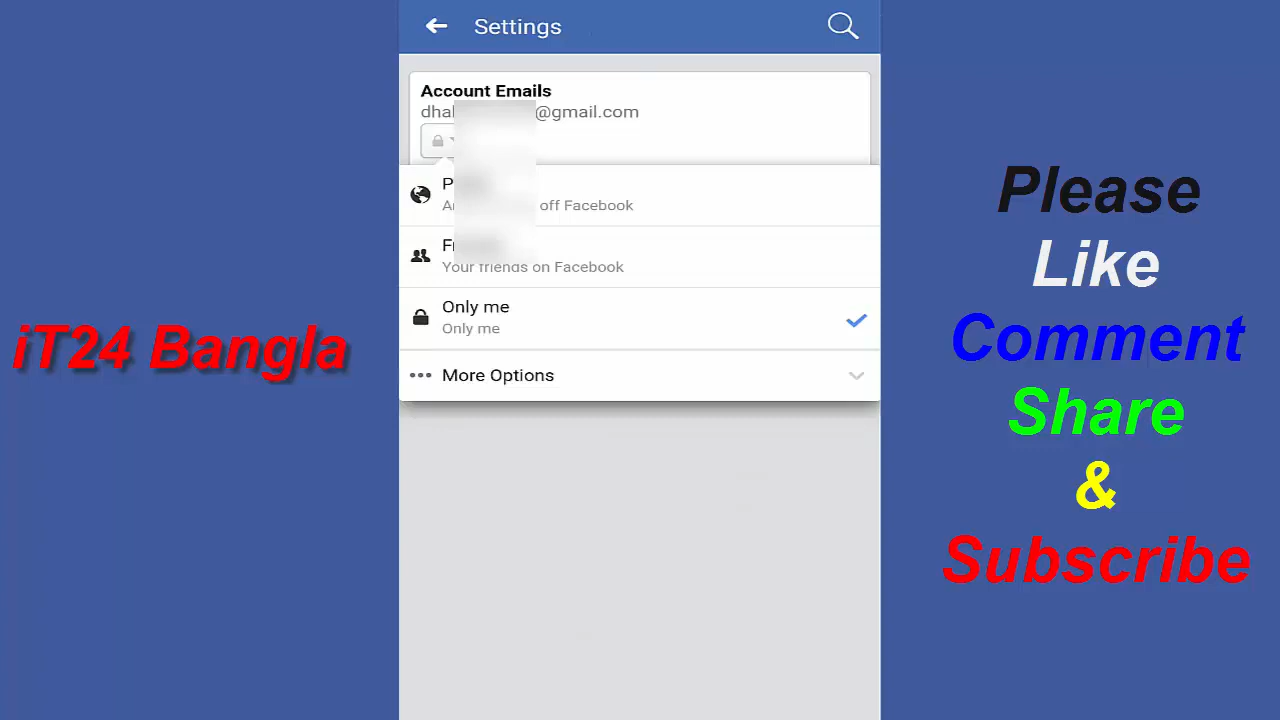 Settings
Account Emails
@gmail.com
off Facebook
Your friends on Facebook
Only me
Only me
More Options
iT24 Bangla
Please
Like
Comment
Share
&
Subscribe